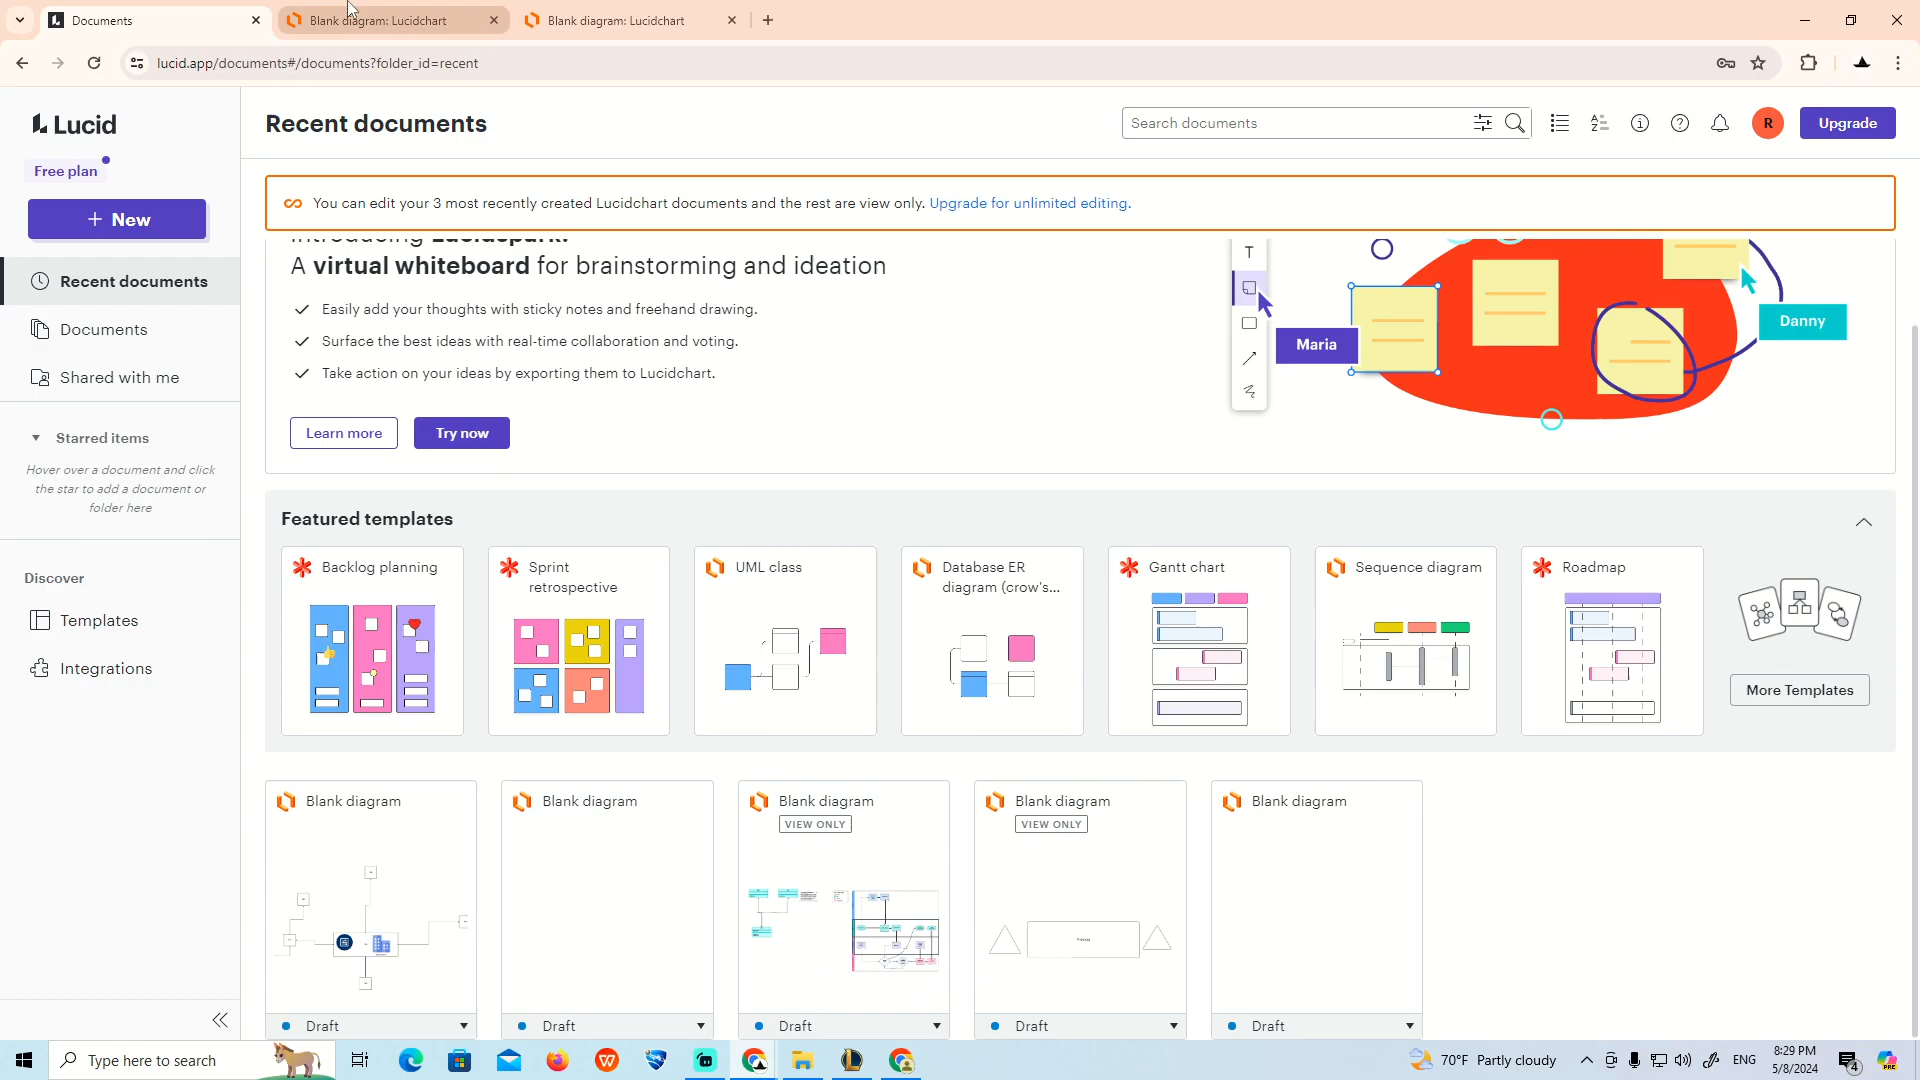 Documents
Blank diagram: Lucidchart
Blank diagram: Lucidchart
lucid.app/documents#/documents?folder_id=recent
Lucid
Free plan
+ New
Recent documents
Documents
Shared with me
Starred items
Hover over a document and click
the star to add a document or
folder here
Discover
Templates
Integrations
Recent documents
Search documents
R
Upgrade
You can edit your 3 most recently created Lucidchart documents and the rest are view only. Upgrade for unlimited editing.
Introducing Lucidspark:
A virtual whiteboard for brainstorming and ideation
Easily add your thoughts with sticky notes and freehand drawing.
Surface the best ideas with real-time collaboration and voting.
Take action on your ideas by exporting them to Lucidchart.
Learn more
Try now
T
Maria
Danny
Featured templates
Backlog planning
Sprint
retrospective
UML class
Database ER
diagram (crow's...
Gantt chart
Sequence diagram
Roadmap
More Templates
Blank diagram
Blank diagram
Blank diagram
VIEW ONLY
Blank diagram
VIEW ONLY
Blank diagram
Process
Draft
Draft
Draft
Draft
Draft
Type here to search
70°F Partly cloudy
ENG
8:29 PM
5/8/2024
4
PRE